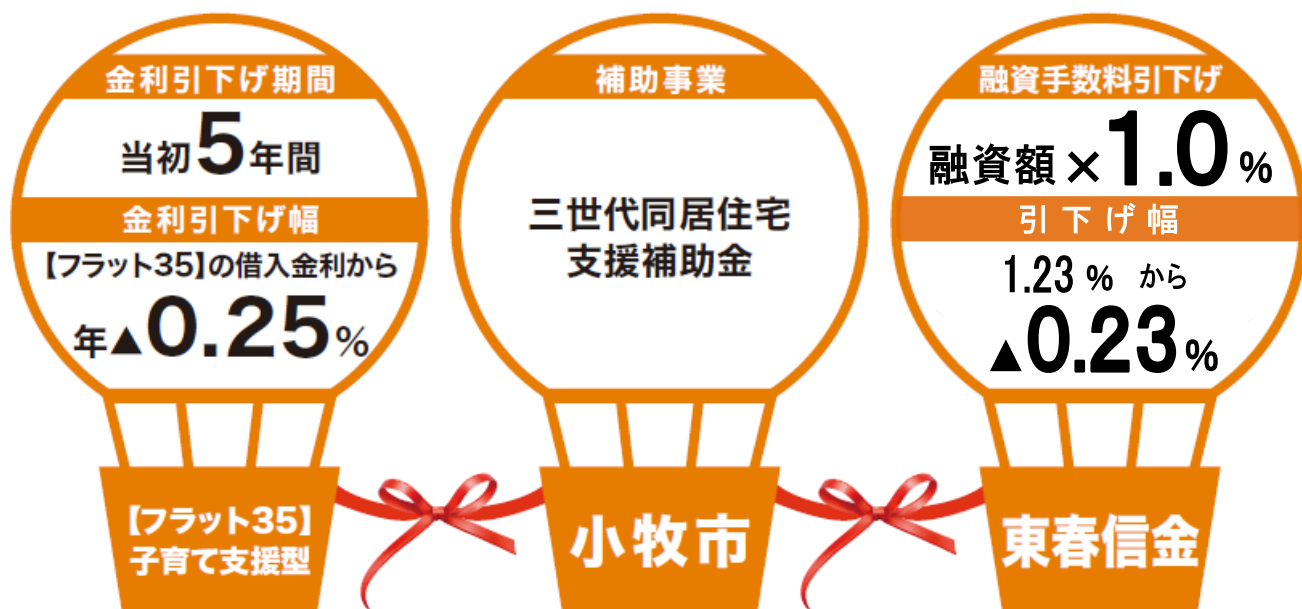 金利引下げ期間
当初5年間
金利引下げ幅
【フラット35】の借入金利から
年▲0.25%
【フラット35】
子育て支援型
補助事業
三世代同居住宅
支援補助金
小牧市
融資手数料引下げ
融資額×1.0%
引下げ幅
1.23% から
▲0.23%
東春信金